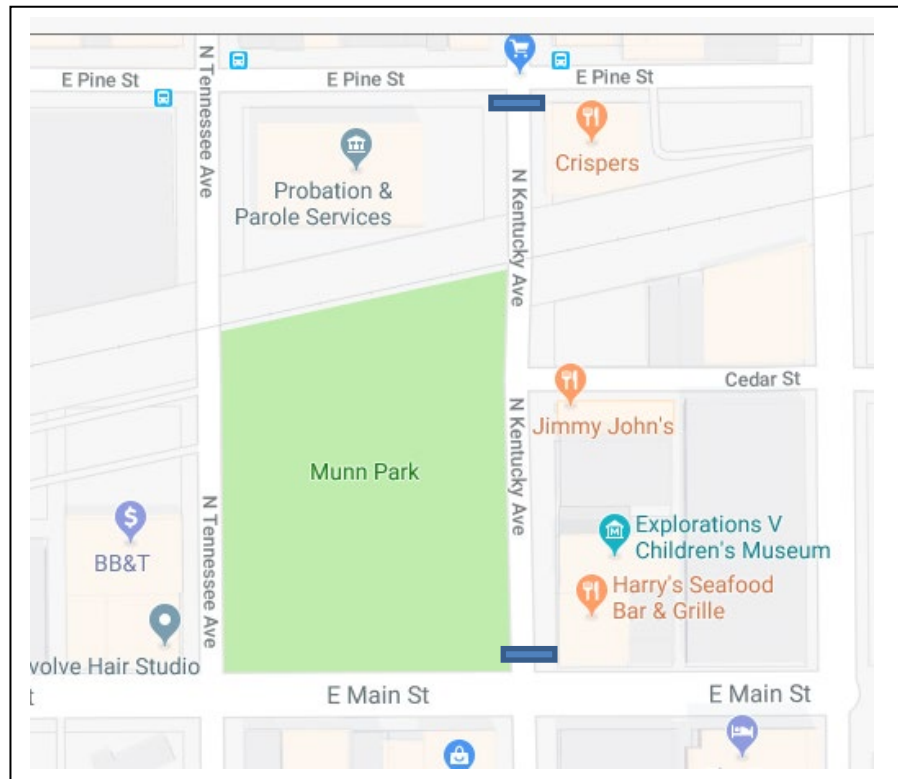 E Pine St
E Pine St
E Pine St
N Tennessee Ave
Crispers
Probation &
Parole Services
N Kentucky Ave
Cedar St
Jimmy John's
N Kentucky Ave
Munn Park
Explorations V
Children's Museum
BB&T
N Tennessee Ave
Harry's Seafood
Bar & Grille
volve Hair Studio
t
E Main St
E Main St